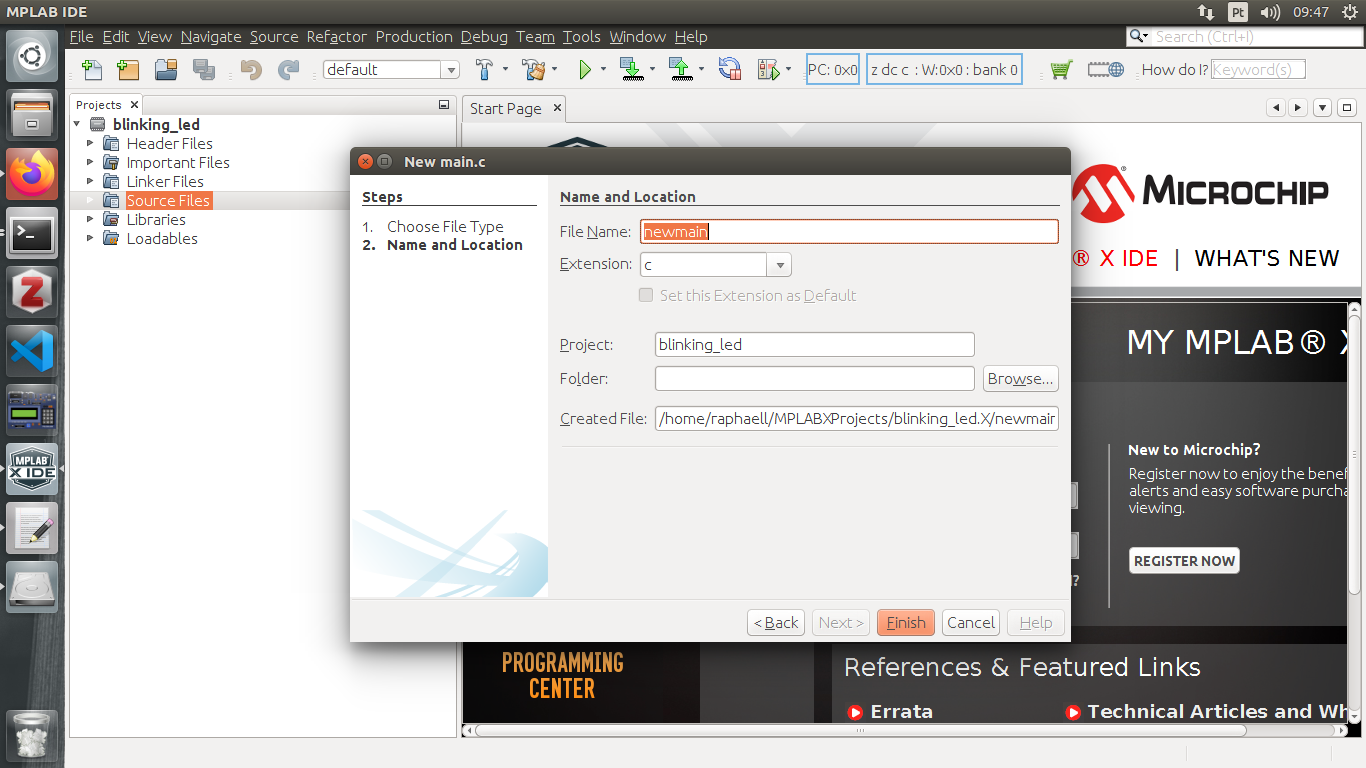 MPLAB IDE
Pt
09:47
File Edit View Navigate Source Refactor Production Debug Team Tools Window Help
Search (Ctrl+I)
default
PC: 0x0
z dc c : W:0x0 : bank 0
How do I?
Keyword(s)
Projects
Start Page
blinking_led
Header Files
Important Files
Linker Files
Source Files
Libraries
Loadables
New main.c
Steps
1. Choose File Type
2. Name and Location
Name and Location
File Name: newmain
Extension: c
Set this Extension as Default
Project: blinking_led
Folder:
Browse...
Created File: /home/raphaell/MPLABXProjects/blinking_led.X/newmain
< Back
Next >
Finish
Cancel
Help
MICROCHIP
® X IDE | WHAT'S NEW
MY MPLAB® X
New to Microchip?
Register now to enjoy the benef
alerts and easy software purcha
viewing.
REGISTER NOW
?
PROGRAMMING
CENTER
References & Featured Links
Errata
Technical Articles and Wh
MPLAB
X IDE